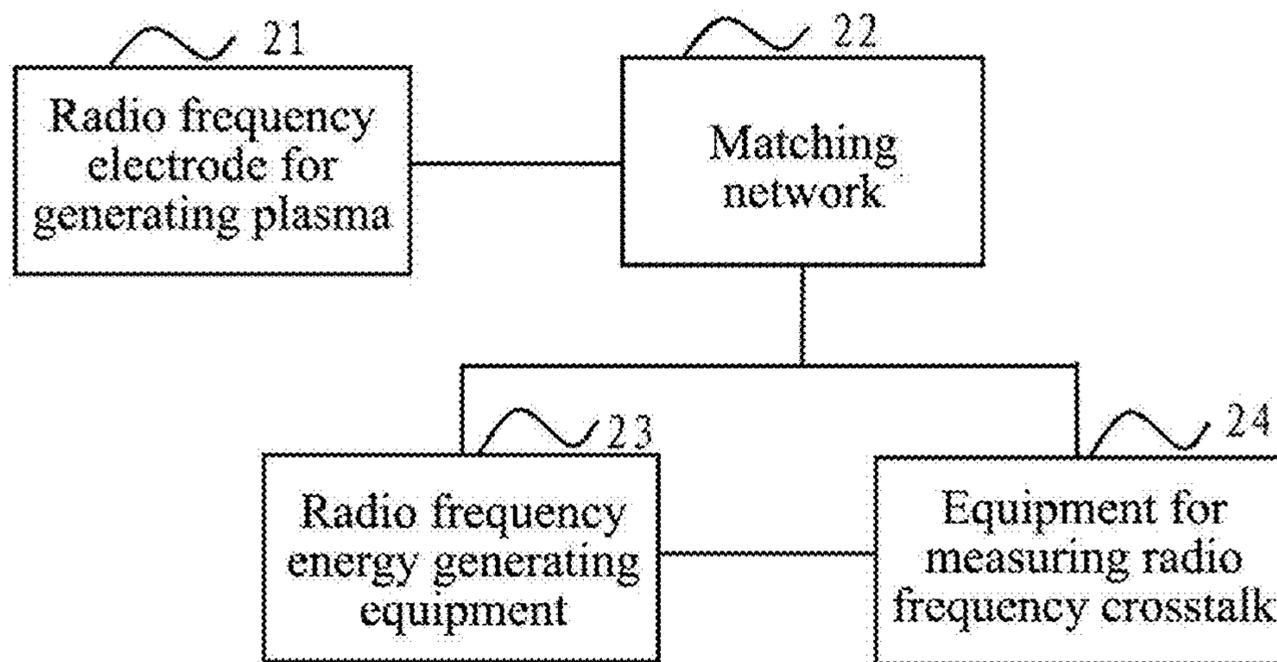 21
Radio frequency
electrode for
generating plasma
22
Matching
network
23
Radio frequency
energy generating
equipment
24
Equipment for
measuring radio
frequency crosstalk